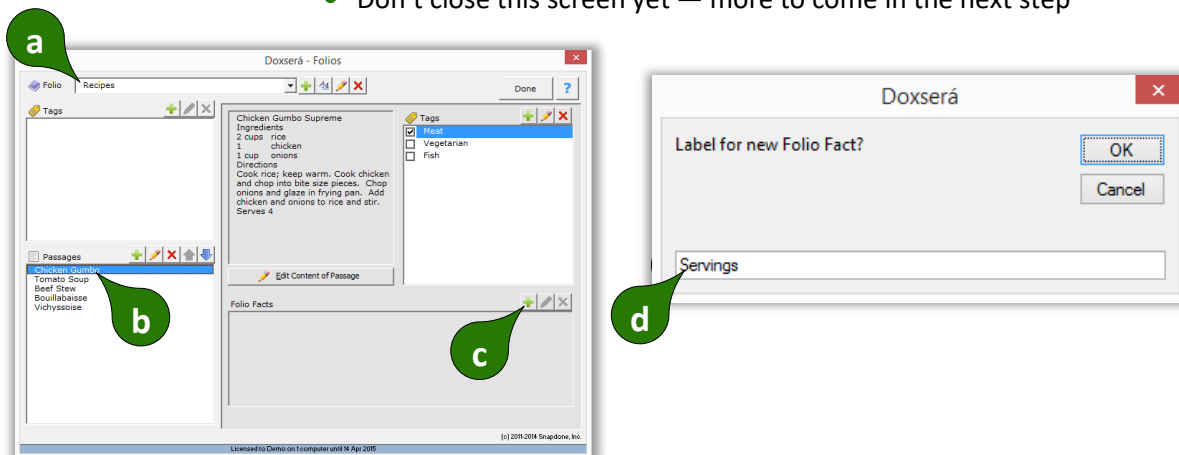 Don't close this screen yet — more to come in the next step
a
Doxserá - Folios
Folio Recipes
Done ?
Tags
Chicken Gumbo Supreme
Ingredients
2 cups rice
1 chicken
1 cup onions
Directions
Cook rice; keep warm. Cook chicken
and chop into bite size pieces. Chop
onions and glaze in frying pan. Add
chicken and onions to rice and stir.
Serves 4
Tags
Meat
Vegetarian
Fish
Passages
Chicken Gumbo
Tomato Soup
Beef Stew
Bouillabaisse
Vichyssoise
b
Edit Content of Passage
Folio Facts
c
(c) 2011-2014 Snapdone, Inc.
Licensed to Demo on 1 computer until 14 Apr 2015
Doxserá
Label for new Folio Fact?
OK
Cancel
Servings
d